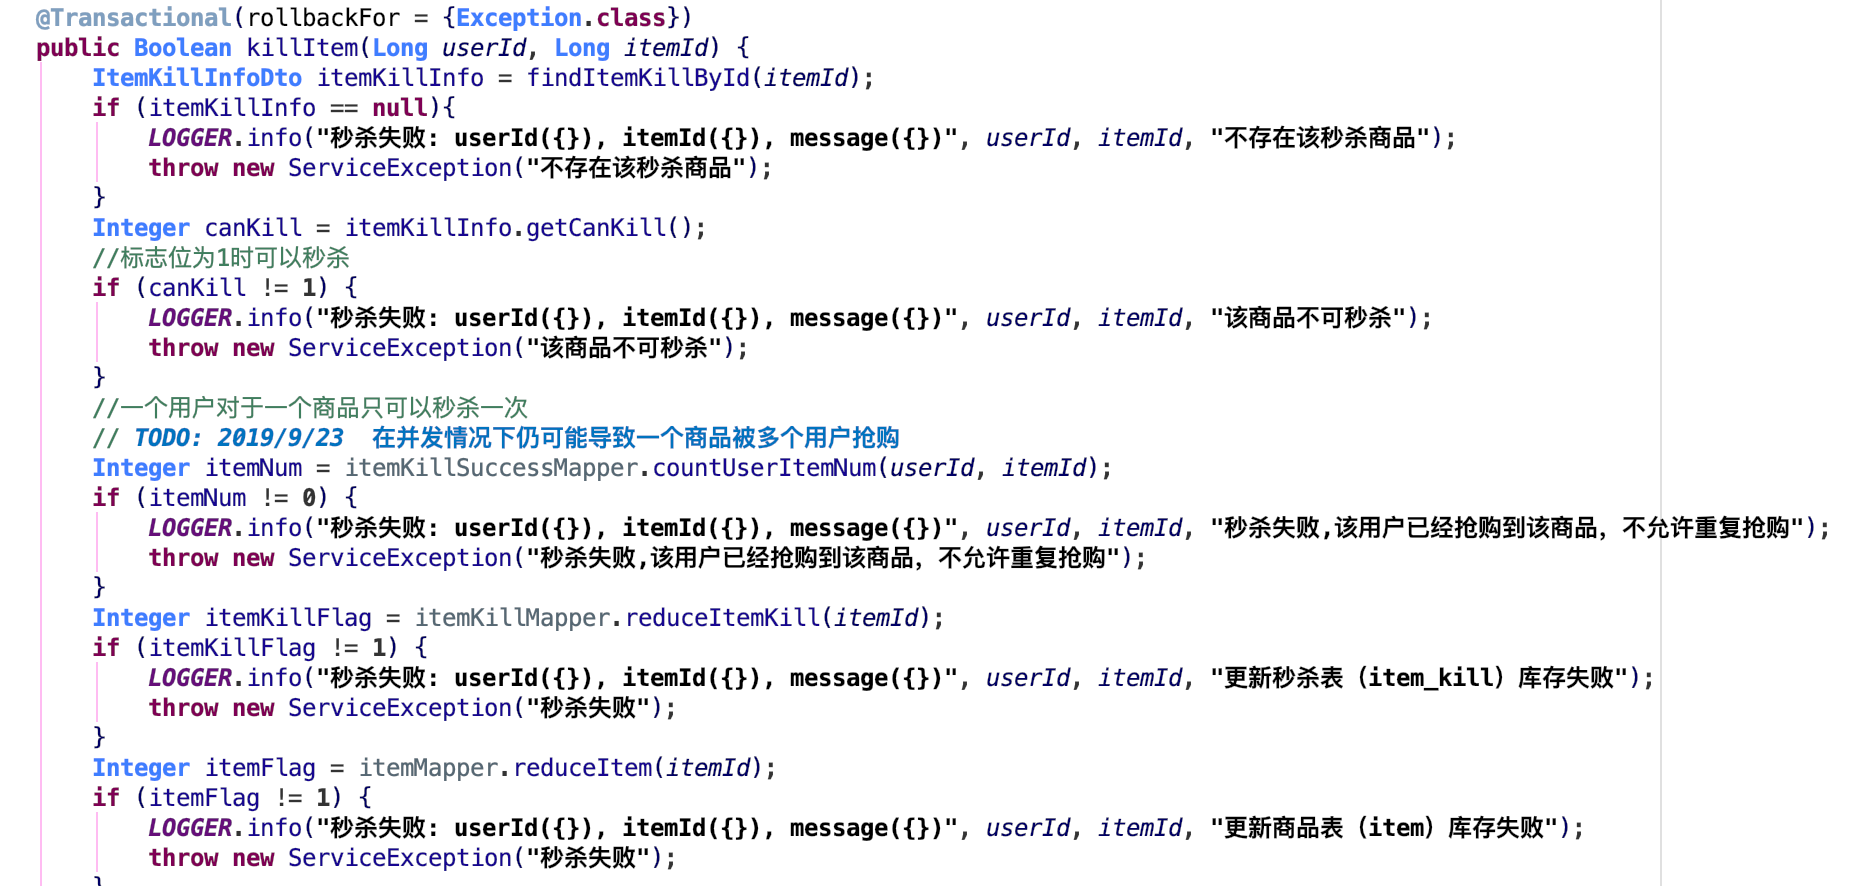 @Transactional(rollbackFor = {Exception.class})
public Boolean killItem(Long userId, Long itemId) {
    ItemKillInfoDto itemKillInfo = findItemKillById(itemId);
    if (itemKillInfo == null){
        LOGGER.info("秒杀失败: userId({}), itemId({}), message({})", userId, itemId, "不存在该秒杀商品");
        throw new ServiceException("不存在该秒杀商品");
    }
    Integer canKill = itemKillInfo.getCanKill();
    //标志位为1时可以秒杀
    if (canKill != 1) {
        LOGGER.info("秒杀失败: userId({}), itemId({}), message({})", userId, itemId, "该商品不可秒杀");
        throw new ServiceException("该商品不可秒杀");
    }
    //一个用户对于一个商品只可以秒杀一次
    // TODO: 2019/9/23  在并发情况下仍可能导致一个商品被多个用户抢购
    Integer itemNum = itemKillSuccessMapper.countUserItemNum(userId, itemId);
    if (itemNum != 0) {
        LOGGER.info("秒杀失败: userId({}), itemId({}), message({})", userId, itemId, "秒杀失败,该用户已经抢购到该商品，不允许重复抢购");
        throw new ServiceException("秒杀失败,该用户已经抢购到该商品，不允许重复抢购");
    }
    Integer itemKillFlag = itemKillMapper.reduceItemKill(itemId);
    if (itemKillFlag != 1) {
        LOGGER.info("秒杀失败: userId({}), itemId({}), message({})", userId, itemId, "更新秒杀表（item_kill）库存失败");
        throw new ServiceException("秒杀失败");
    }
    Integer itemFlag = itemMapper.reduceItem(itemId);
    if (itemFlag != 1) {
        LOGGER.info("秒杀失败: userId({}), itemId({}), message({})", userId, itemId, "更新商品表（item）库存失败");
        throw new ServiceException("秒杀失败");
    }